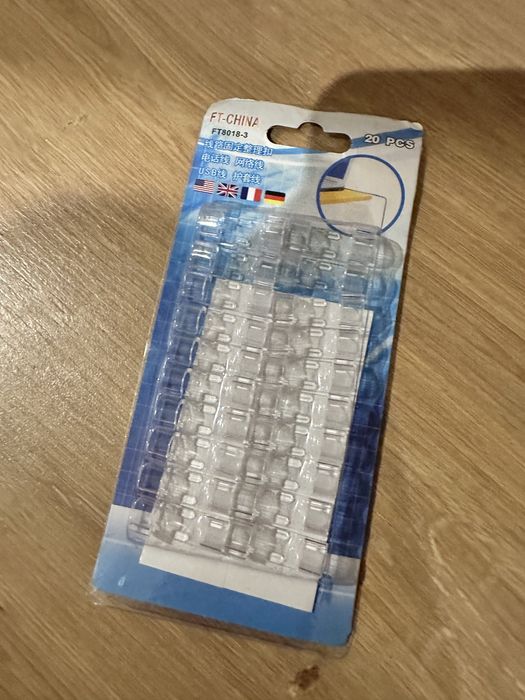 FT-CHINA
FT8018-3
20 PCS
线路固定整理扣
电话线 网络线
USB线 护套线